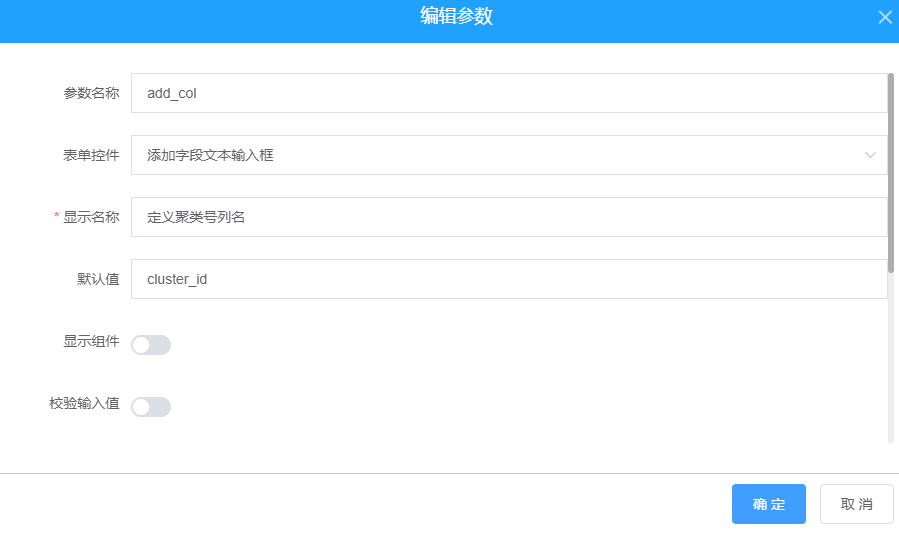 编辑参数
参数名称 add_col
表单控件 添加字段文本输入框
* 显示名称 定义聚类号列名
默认值 cluster_id
显示组件
校验输入值
确 定 取 消